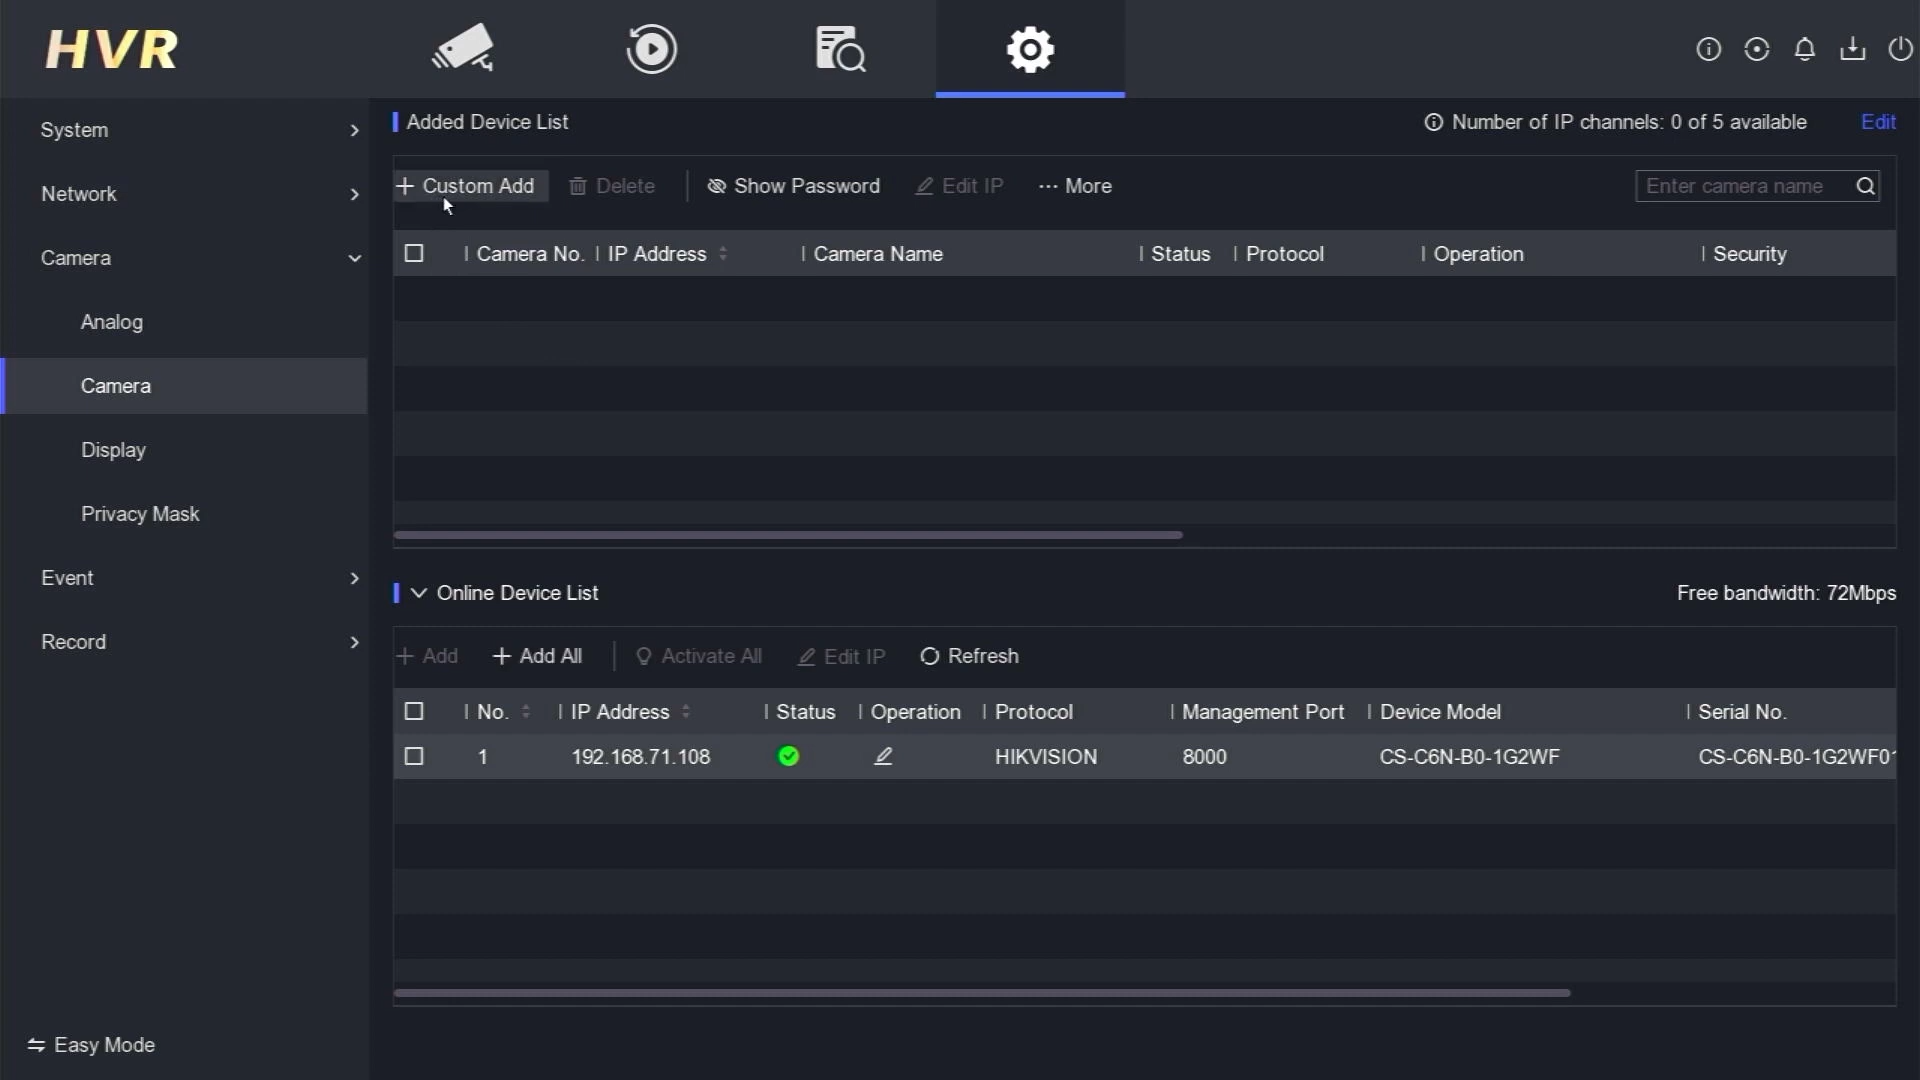 HVR
System
Network
Camera
Analog
Camera
Display
Privacy Mask
Event
Record
Easy Mode
Added Device List
Number of IP channels: 0 of 5 available Edit
+ Custom Add Delete Show Password Edit IP ··· More Enter camera name
Camera No. IP Address Camera Name Status Protocol Operation Security
Online Device List Free bandwidth: 72Mbps
+ Add + Add All Activate All Edit IP Refresh
No. IP Address Status Operation Protocol Management Port Device Model Serial No.
1 192.168.71.108 HIKVISION 8000 CS-C6N-B0-1G2WF CS-C6N-B0-1G2WF0